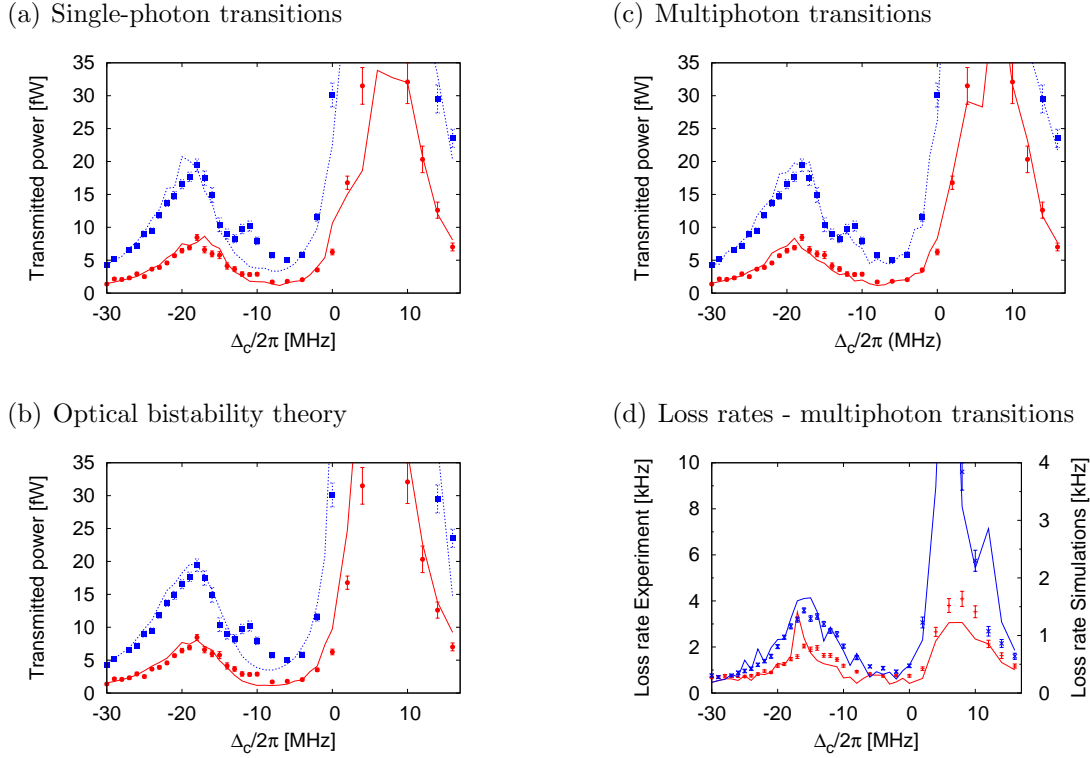 (a) Single-photon transitions
35
30
25
20
15
10
5
0
-30 -20 -10 0 10
Transmitted power [fW]
Δc/2π [MHz]
(c) Multiphoton transitions
35
30
25
20
15
10
5
0
-30 -20 -10 0 10
Transmitted power [fW]
Δc/2π (MHz)
(b) Optical bistability theory
35
30
25
20
15
10
5
0
-30 -20 -10 0 10
Transmitted power [fW]
Δc/2π [MHz]
(d) Loss rates - multiphoton transitions
10
8
6
4
2
0
-30 -20 -10 0 10
4
3
2
1
0
Loss rate Experiment [kHz]
Loss rate Simulations [kHz]
Δc/2π [MHz]